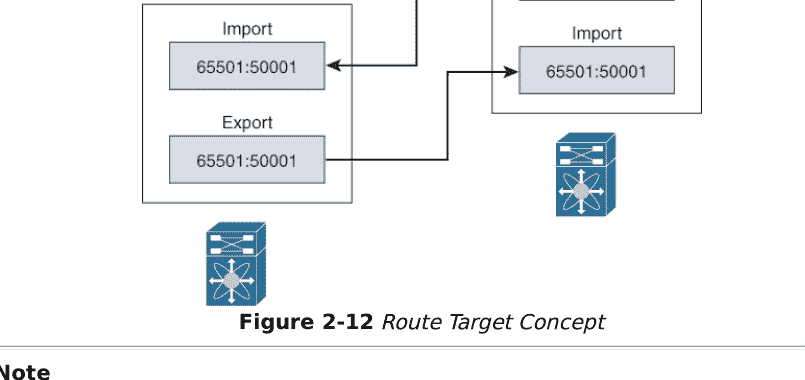 Import
65501:50001
Export
65501:50001
Import
65501:50001
Figure 2-12 Route Target Concept
Note